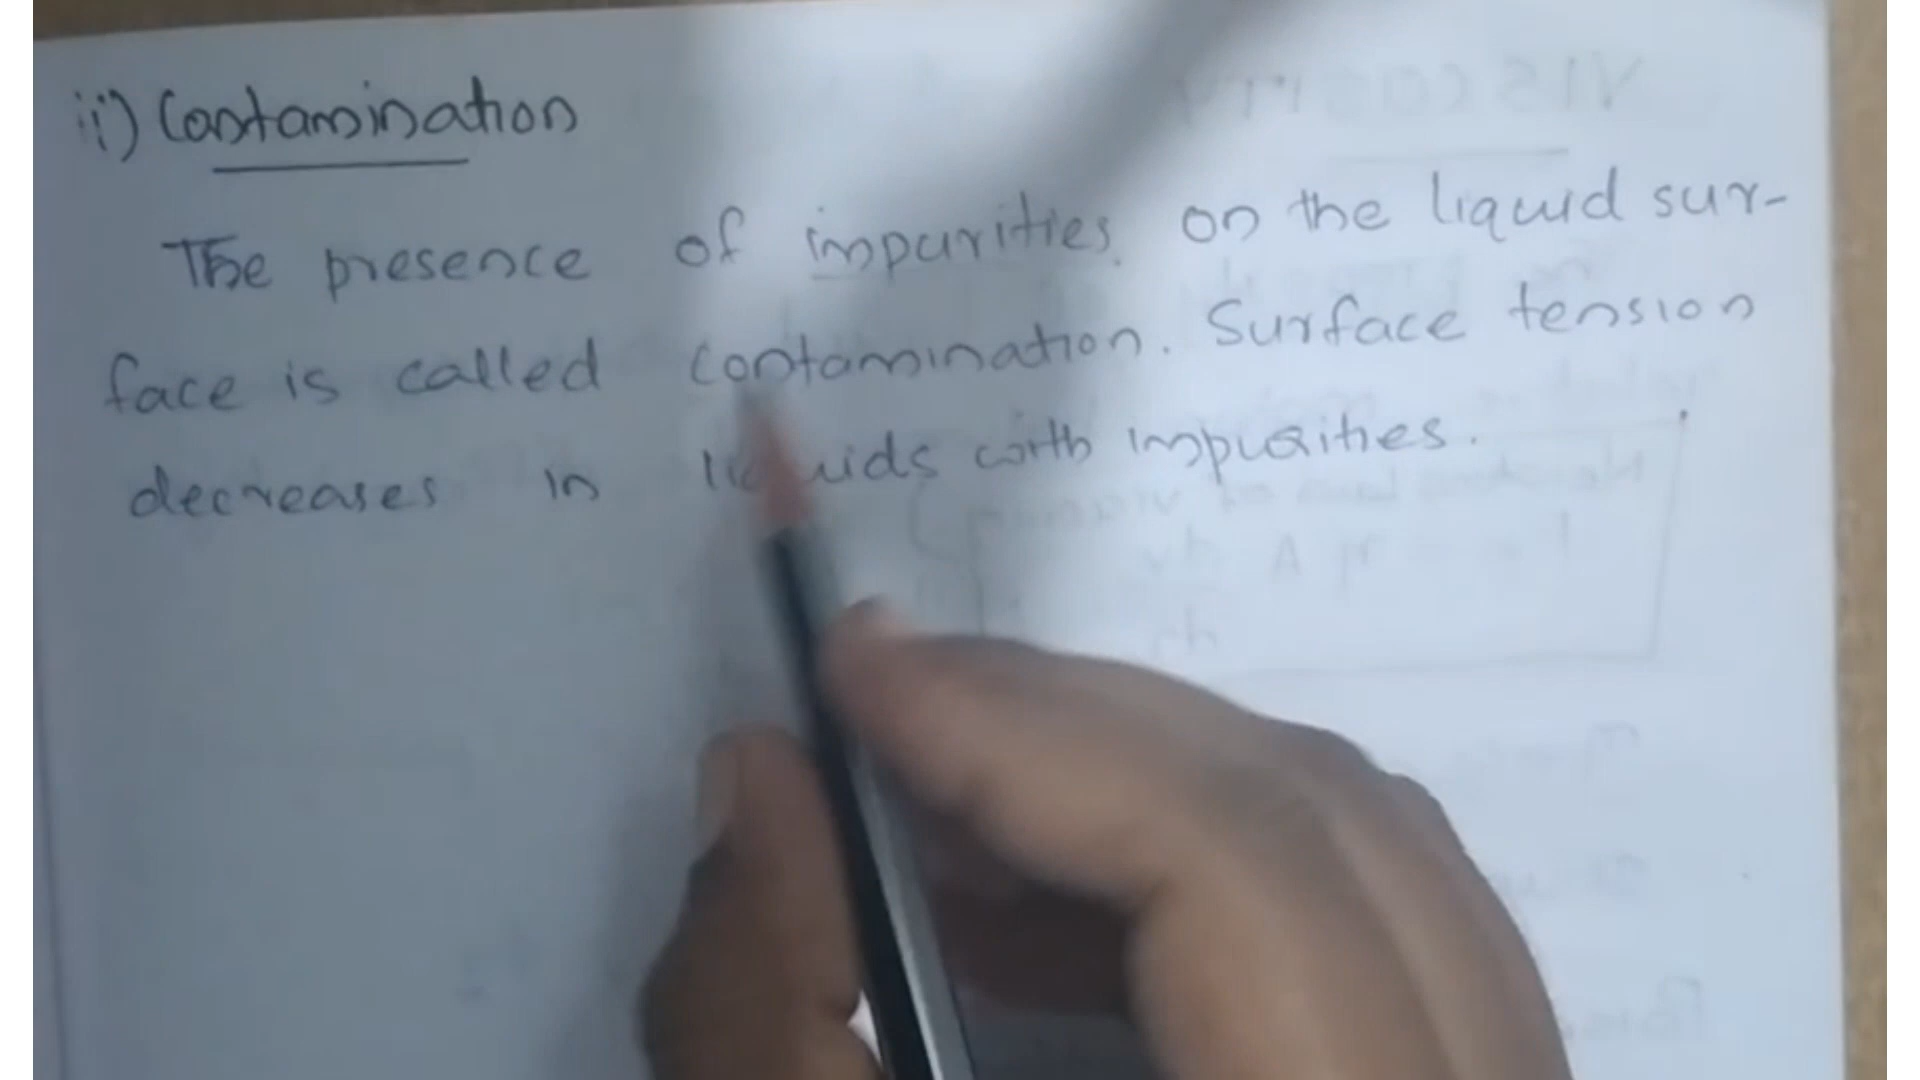 ii) Contamination
The presence of impurities on the liquid sur-
face is called contamination. Surface tension
decreases in liquids with impurities.